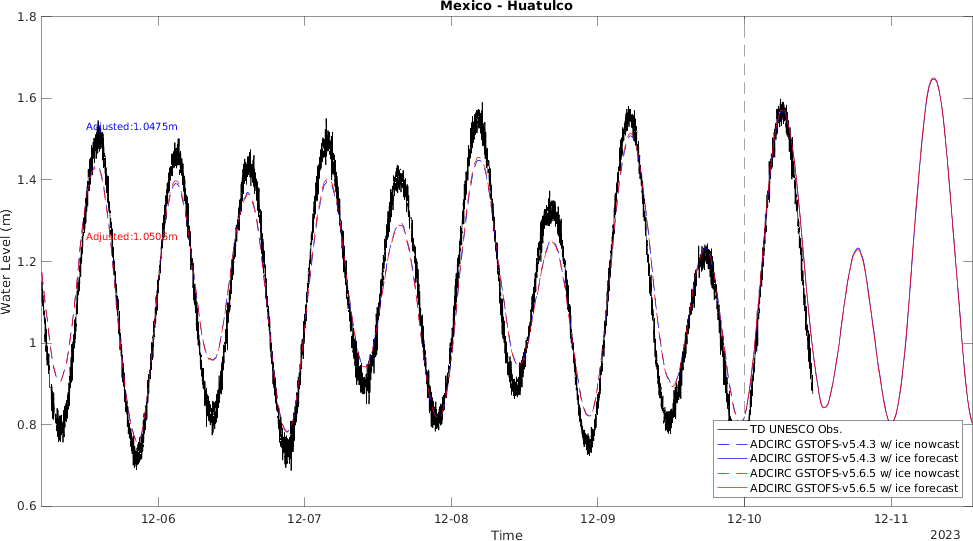 Mexico - Huatulco
Water Level (m)
1.8
1.6
1.4
1.2
1
0.8
0.6
Adjusted:1.0475m
Adjusted:1.0505m
TD UNESCO Obs.
ADCIRC GSTOFS-v5.4.3 w/ ice nowcast
ADCIRC GSTOFS-v5.4.3 w/ ice forecast
ADCIRC GSTOFS-v5.6.5 w/ ice nowcast
ADCIRC GSTOFS-v5.6.5 w/ ice forecast
12-06 12-07 12-08 12-09 12-10 12-11
Time
2023